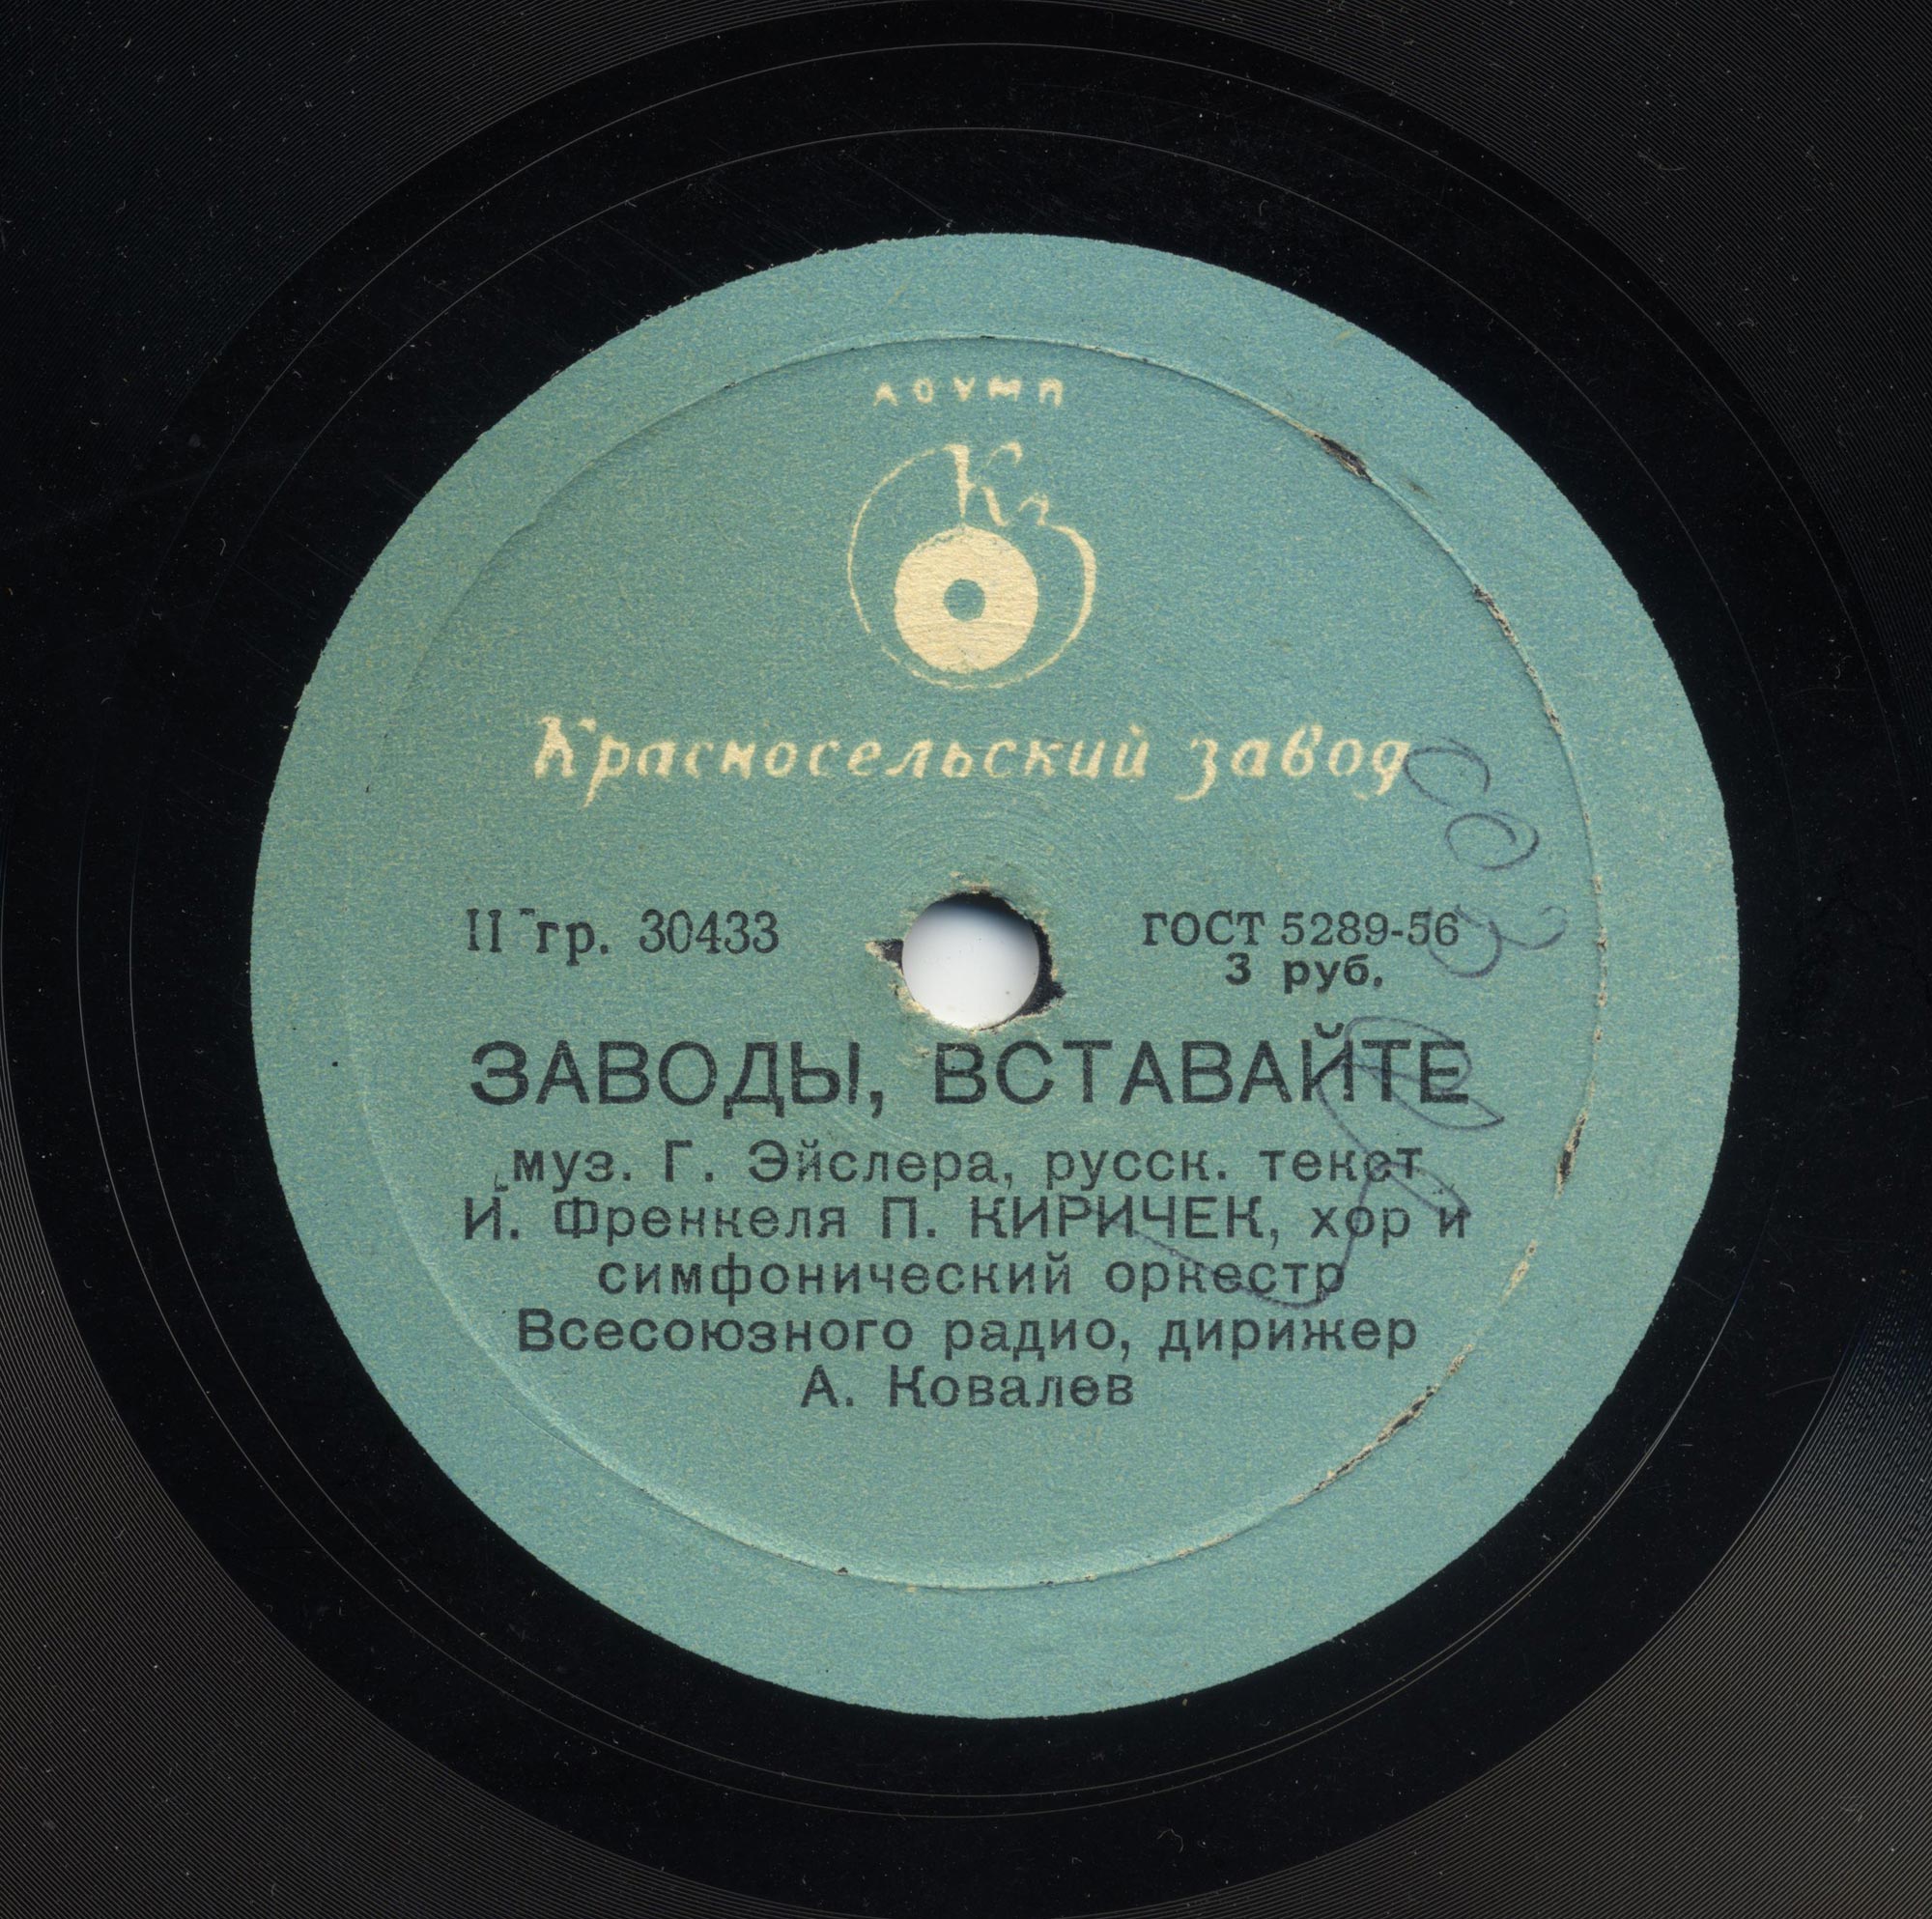 ЛОУМП
Кз
Красносельский завод
II гр. 30433
ГОСТ 5289-56
3 руб.
ЗАВОДЫ, ВСТАВАЙТЕ
муз. Г. Эйслера, русск. текст
И. Френкеля П. КИРИЧЕК, хор и
симфонический оркестр
Всесоюзного радио, дирижер
А. Ковалев